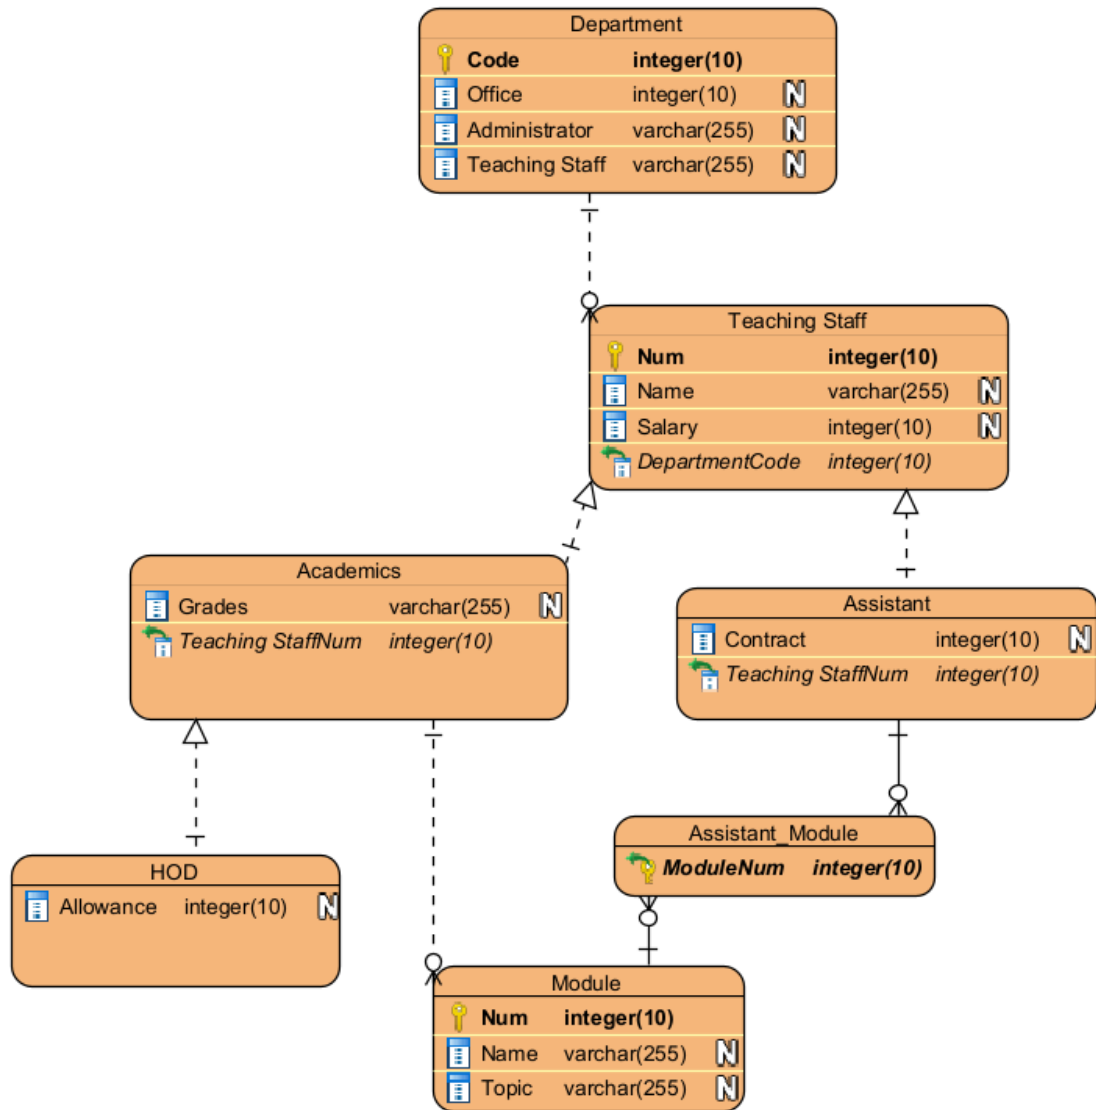 Department
Code integer(10)
Office integer(10) N
Administrator varchar(255) N
Teaching Staff varchar(255) N
Teaching Staff
Num integer(10)
Name varchar(255) N
Salary integer(10) N
DepartmentCode integer(10)
Academics
Grades varchar(255) N
Teaching StaffNum integer(10)
Assistant
Contract integer(10) N
Teaching StaffNum integer(10)
Assistant_Module
ModuleNum integer(10)
HOD
Allowance integer(10) N
Module
Num integer(10)
Name varchar(255) N
Topic varchar(255) N